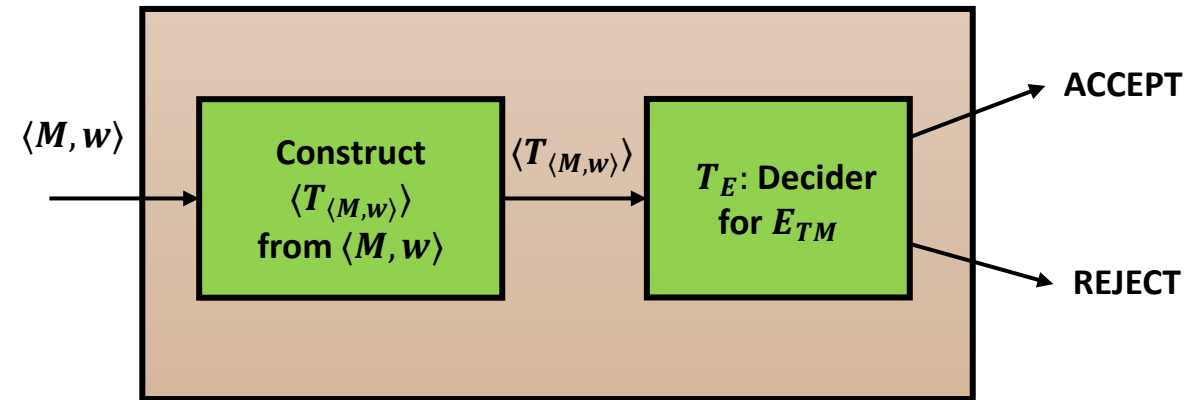 ⟨M, w⟩
Construct
⟨T⟨M,w⟩⟩
from ⟨M, w⟩
⟨T⟨M,w⟩⟩
T_E: Decider
for E_TM
ACCEPT
REJECT